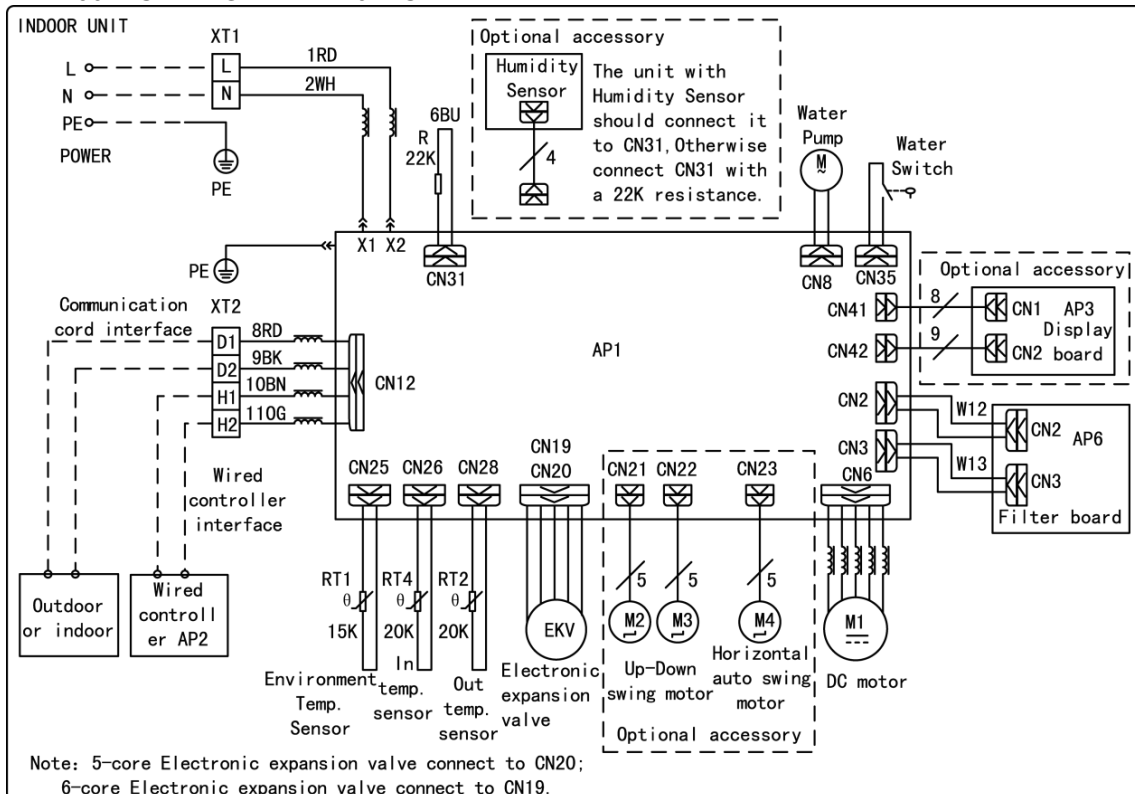 INDOOR UNIT
XT1
L
L
1RD
N
N
2WH
PE
POWER
PE
6BU
R
22K
Optional accessory
Humidity
Sensor
4
The unit with
Humidity Sensor
should connect it
to CN31, Otherwise
connect CN31 with
a 22K resistance.
Water
Pump
M
~
Water
Switch
X1
X2
CN31
CN8
CN35
PE
Communication
cord interface
XT2
D1
8RD
D2
9BK
H1
10BN
H2
11OG
CN12
AP1
Optional accessory
CN41
8
CN1
AP3
Display
board
CN42
9
CN2
CN2
W12
CN2
AP6
CN3
W13
CN3
Filter board
CN6
Wired
controller
interface
CN25
CN26
CN28
CN19
CN20
CN21
CN22
CN23
Outdoor
or indoor
Wired
controll
er AP2
RT1
θ
15K
RT4
θ
20K
RT2
θ
20K
EKV
5
5
5
M2
M3
M4
M1
Environment
Temp.
Sensor
In
temp.
sensor
Out
temp.
sensor
Electronic
expansion
valve
Up-Down
swing motor
Horizontal
auto swing
motor
Optional accessory
DC motor
Note: 5-core Electronic expansion valve connect to CN20;
6-core Electronic expansion valve connect to CN19.